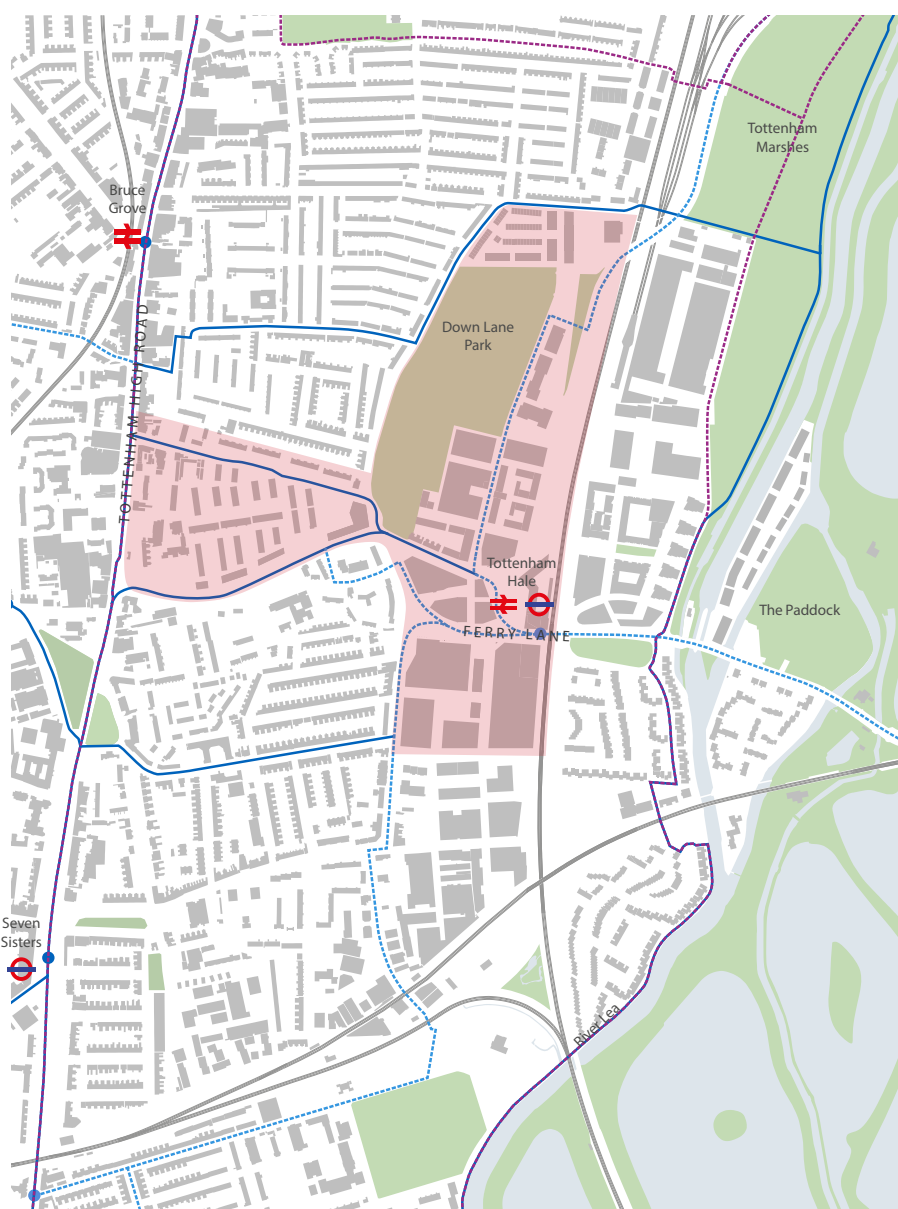 Tottenham
Marshes
Bruce
Grove
TOTTENHAM HIGH ROAD
Down Lane
Park
Tottenham
Hale
The Paddock
FERRY LANE
Seven
Sisters
River Lea